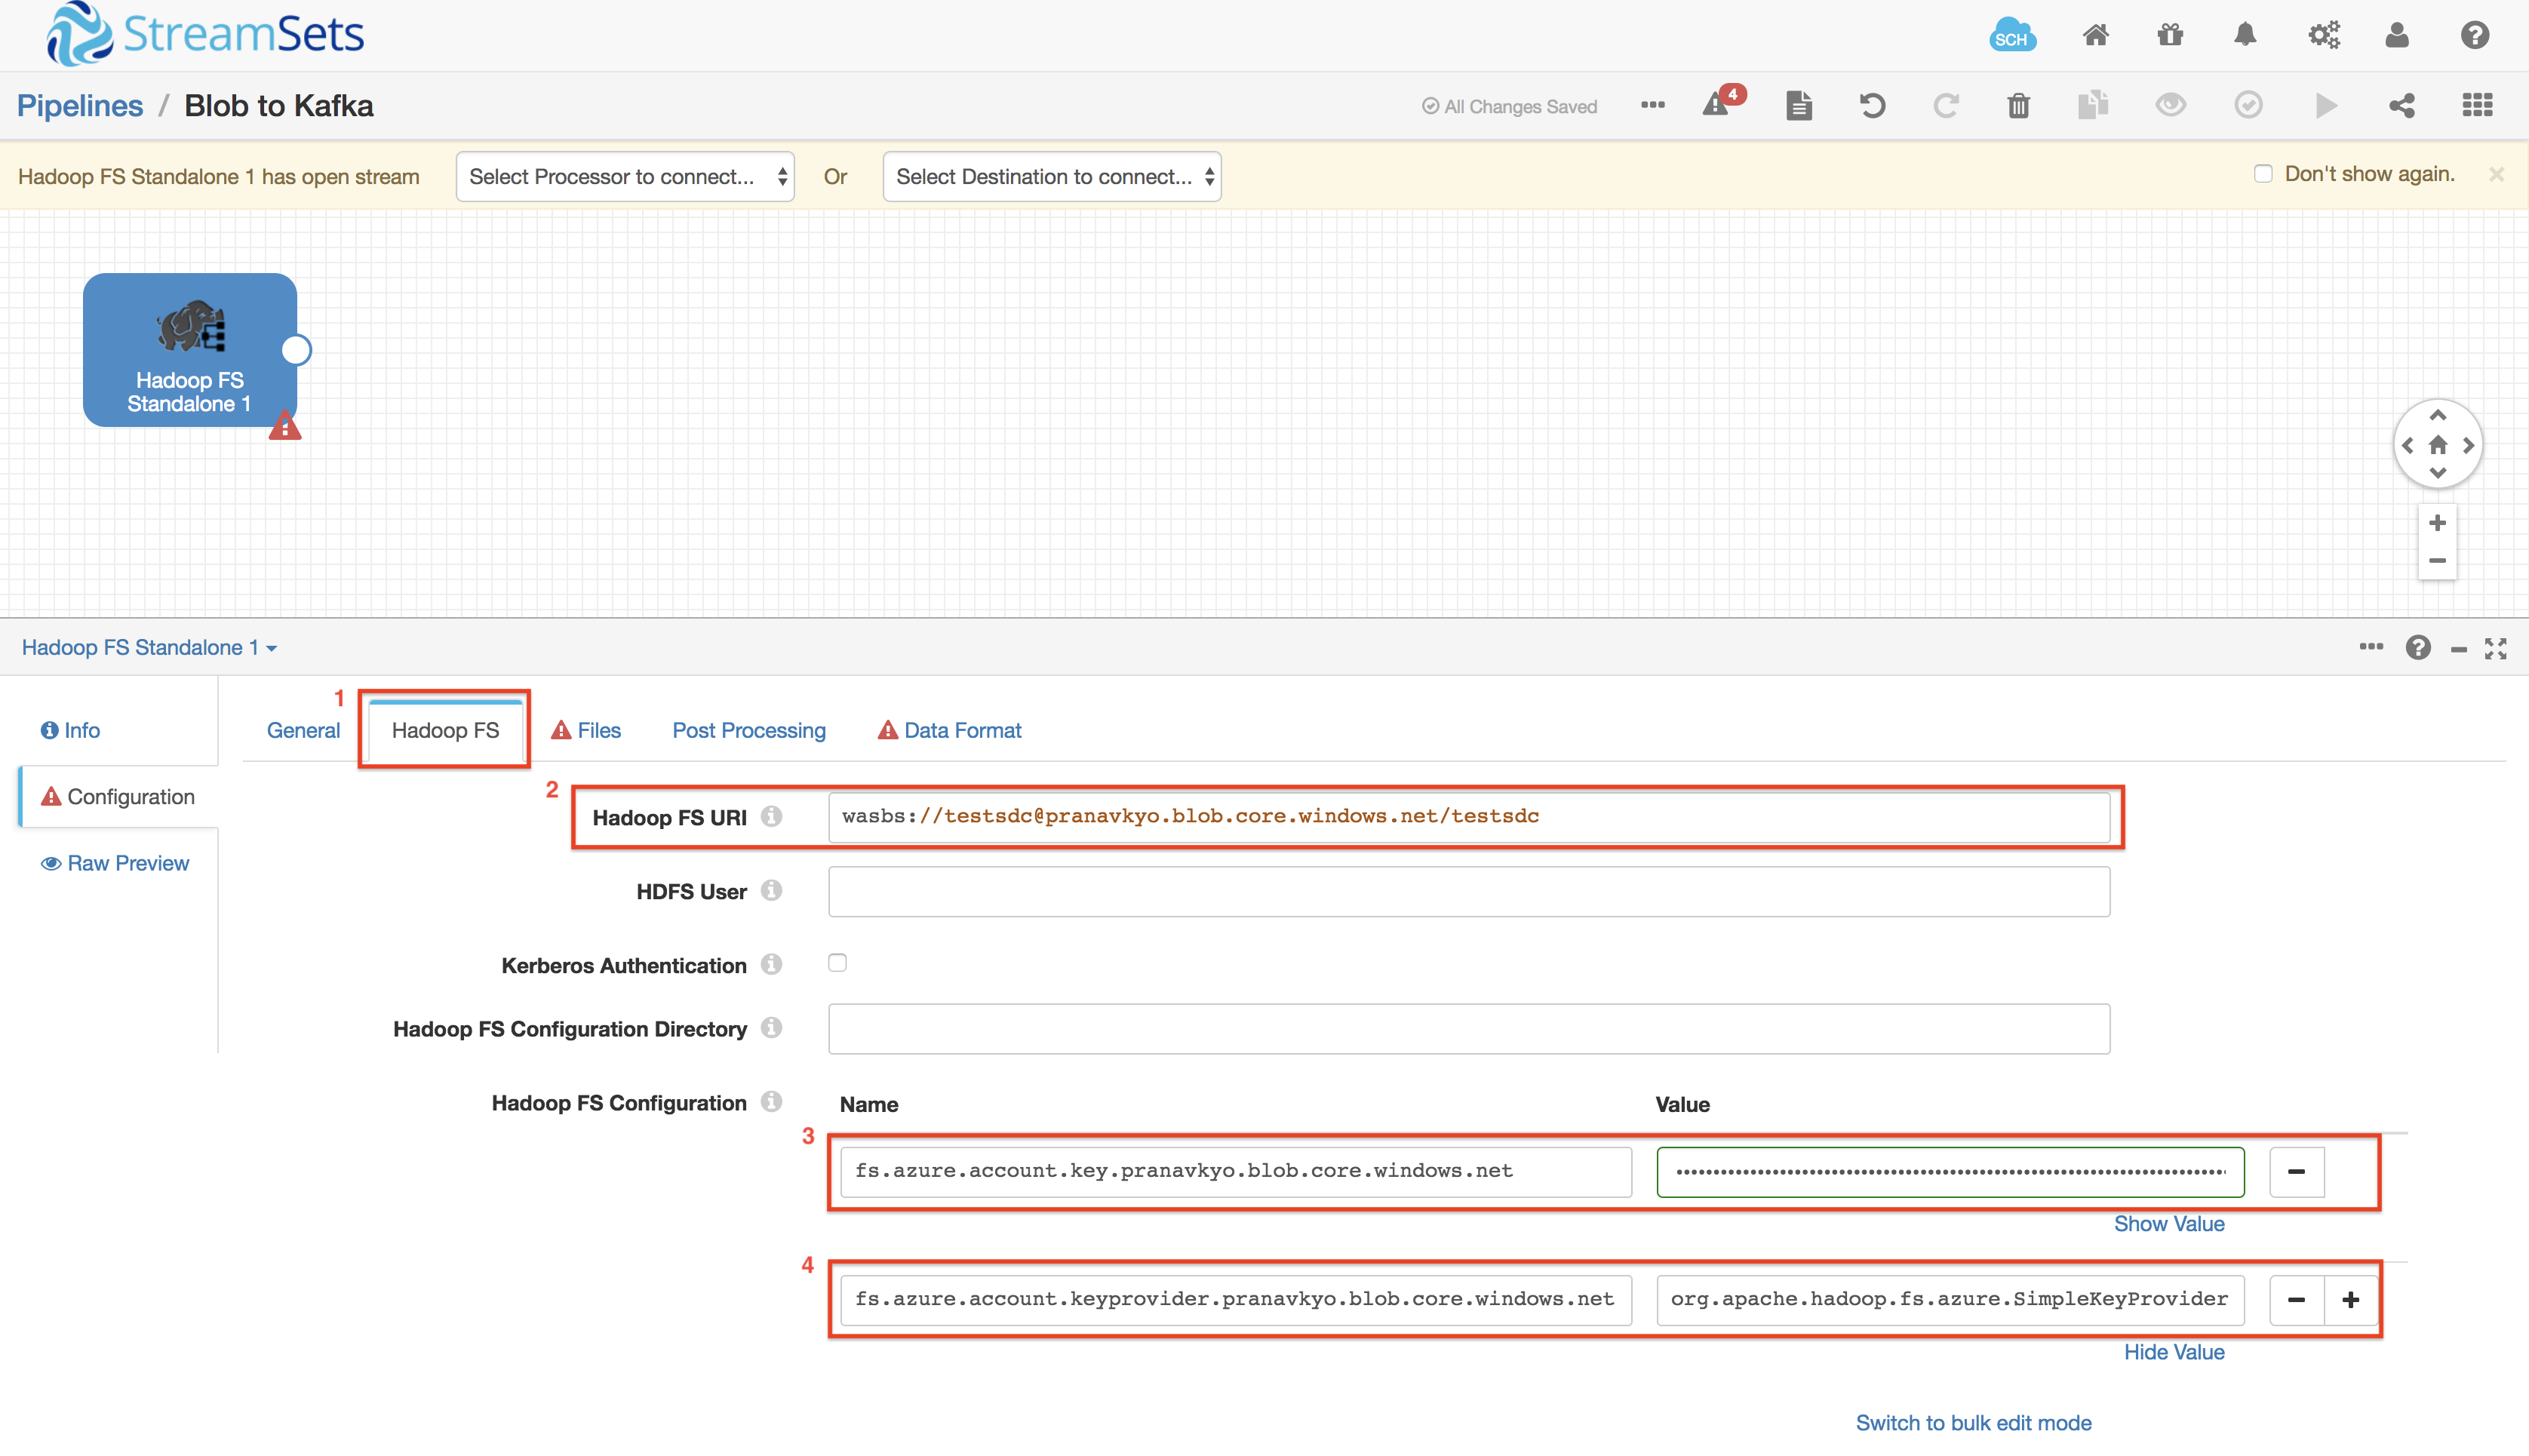 StreamSets
SCH
Pipelines / Blob to Kafka
All Changes Saved
4
Hadoop FS Standalone 1 has open stream
Select Processor to connect...
Or
Select Destination to connect...
Don't show again.
Hadoop FS
Standalone 1
Hadoop FS Standalone 1
1
Info
General
Hadoop FS
Files
Post Processing
Data Format
Configuration
Raw Preview
2
Hadoop FS URI
wasbs://testsdc@pranavkyo.blob.core.windows.net/testsdc
HDFS User
Kerberos Authentication
Hadoop FS Configuration Directory
Hadoop FS Configuration
Name
Value
3
fs.azure.account.key.pranavkyo.blob.core.windows.net
Show Value
4
fs.azure.account.keyprovider.pranavkyo.blob.core.windows.net
org.apache.hadoop.fs.azure.SimpleKeyProvider
Hide Value
Switch to bulk edit mode